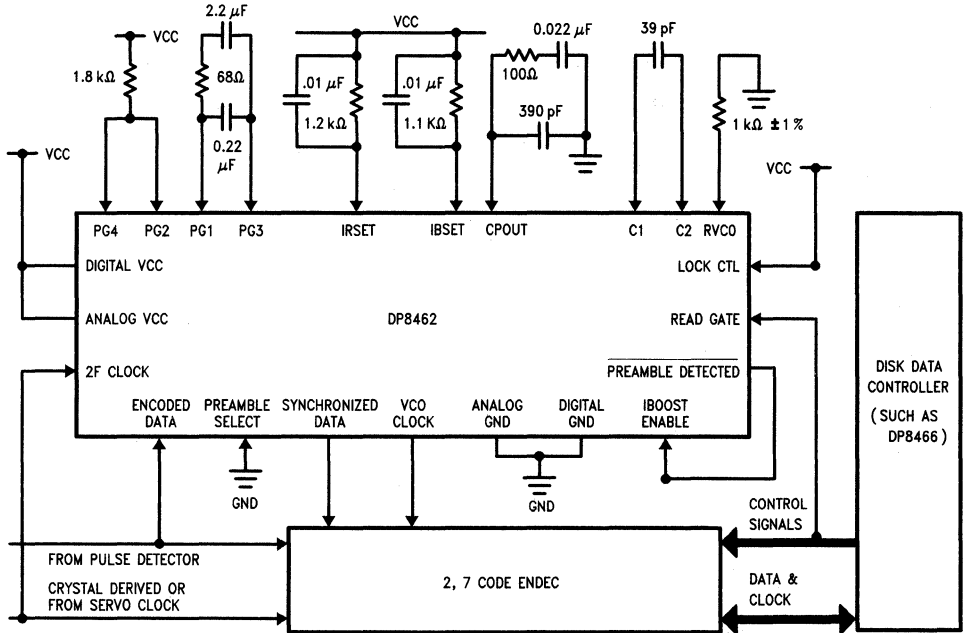 2.2 μF
VCC
1.8 kΩ
68Ω
0.22
μF
VCC
.01 μF
1.2 kΩ
.01 μF
1.1 KΩ
0.022 μF
100Ω
390 pF
39 pF
1 kΩ ±1%
VCC
VCC
PG4
PG2
PG1
PG3
IRSET
IBSET
CPOUT
C1
C2
RVCO
DIGITAL VCC
LOCK CTL
ANALOG VCC
DP8462
READ GATE
2F CLOCK
PREAMBLE DETECTED
ENCODED
DATA
PREAMBLE
SELECT
SYNCHRONIZED
DATA
VCO
CLOCK
ANALOG
GND
DIGITAL
GND
IBOOST
ENABLE
DISK DATA
CONTROLLER
(SUCH AS
DP8466)
GND
GND
CONTROL
SIGNALS
FROM PULSE DETECTOR
2, 7 CODE ENDEC
DATA &
CLOCK
CRYSTAL DERIVED OR
FROM SERVO CLOCK